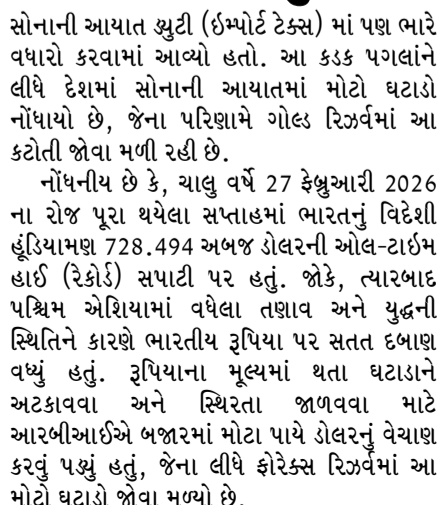 સોનાની આયાત ડ્યુટી (ઇમ્પોર્ટ ટેક્સ) માં પણ ભારે
વધારો કરવામાં આવ્યો હતો. આ કડક પગલાંને
લીધે દેશમાં સોનાની આયાતમાં મોટો ઘટાડો
નોંધાયો છે, જેના પરિણામે ગોલ્ડ રિઝર્વમાં આ
કટોતી જોવા મળી રહી છે.
નોંધનીય છે કે, ચાલુ વર્ષે 27 ફેબ્રુઆરી 2026
ના રોજ પૂરા થયેલા સપ્તાહમાં ભારતનું વિદેશી
હૂંડિયામણ 728.494 અબજ ડોલરની ઓલ-ટાઇમ
હાઈ (રેકોર્ડ) સપાટી પર હતું. જોકે, ત્યારબાદ
પશ્ચિમ એશિયામાં વધેલા તણાવ અને યુદ્ધની
સ્થિતિને કારણે ભારતીય રૂપિયા પર સતત દબાણ
વધ્યું હતું. રૂપિયાના મૂલ્યમાં થતા ઘટાડાને
અટકાવવા અને સ્થિરતા જાળવવા માટે
આરબીઆઈએ બજારમાં મોટા પાયે ડોલરનું વેચાણ
કરવું પડ્યું હતું, જેના લીધે ફોરેક્સ રિઝર્વમાં આ
મોટો ઘટાડો જોવા મળ્યો છે.